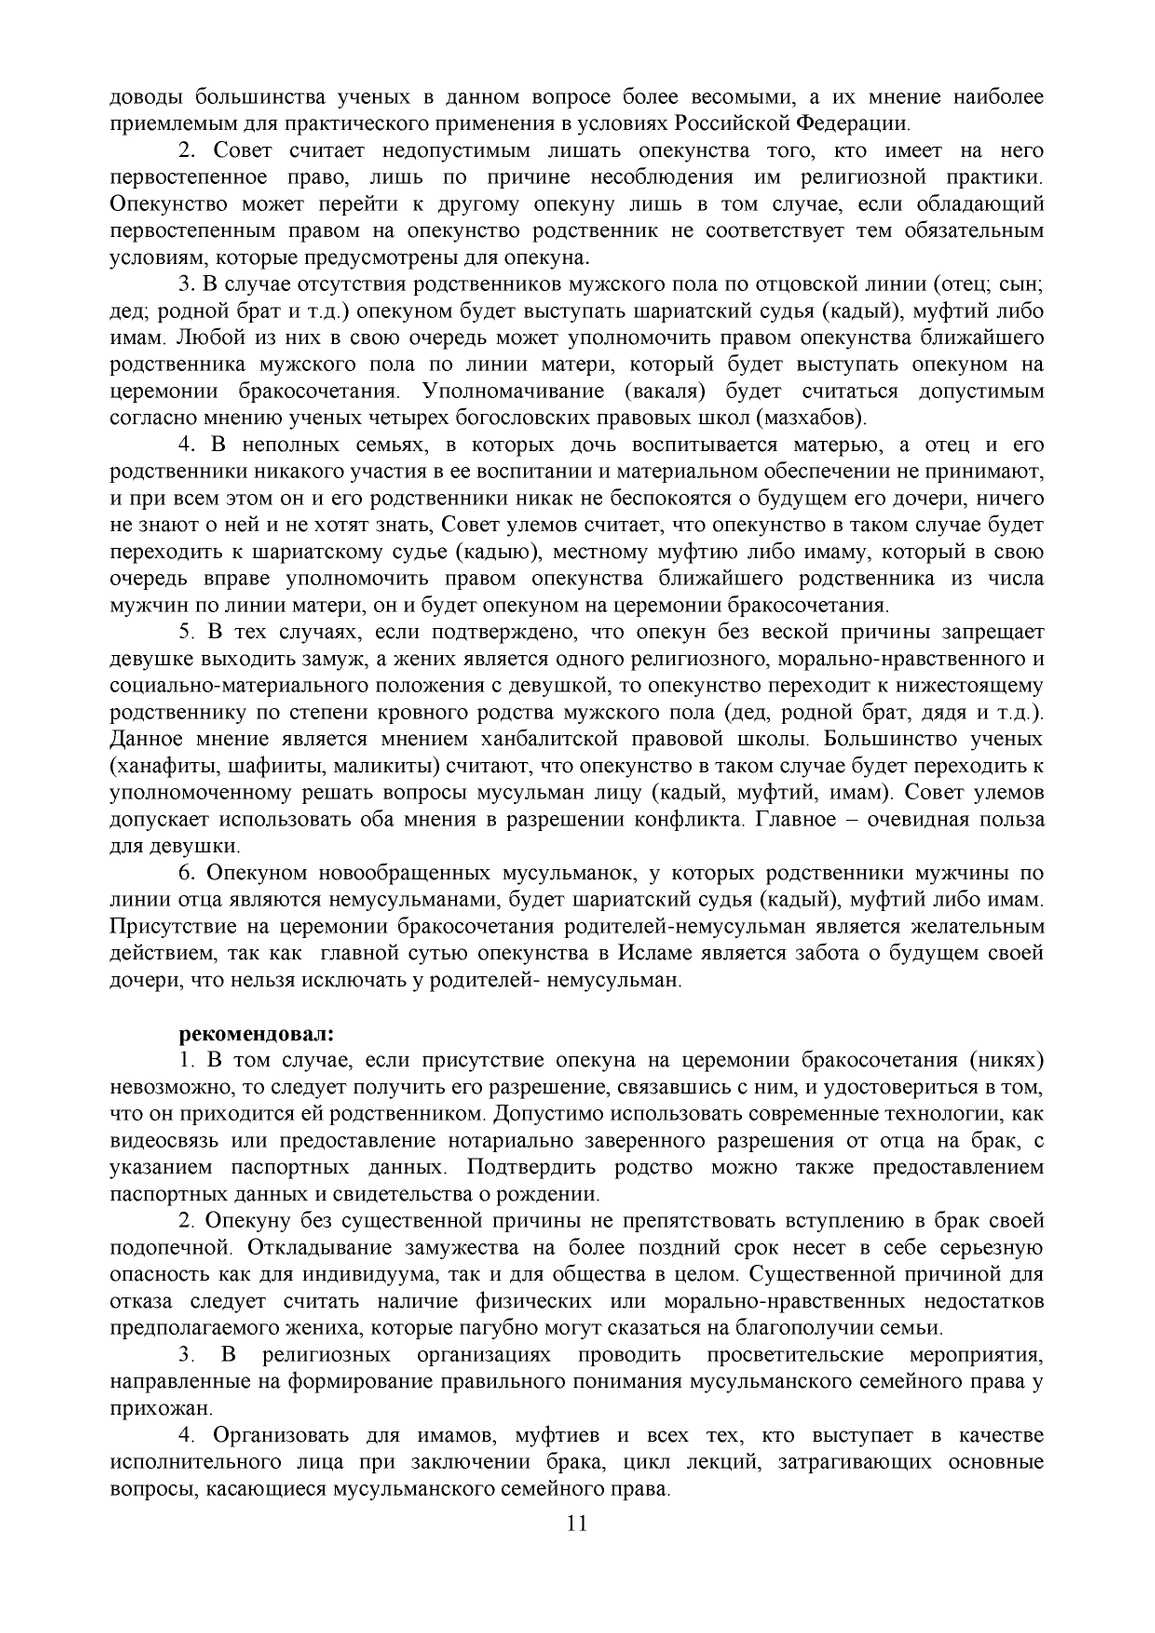 доводы большинства ученых в данном вопросе более весомыми, а их мнение наиболее
приемлемым для практического применения в условиях Российской Федерации.
2. Совет считает недопустимым лишать опекунства того, кто имеет на него
первостепенное право, лишь по причине несоблюдения им религиозной практики.
Опекунство может перейти к другому опекуну лишь в том случае, если обладающий
первостепенным правом на опекунство родственник не соответствует тем обязательным
условиям, которые предусмотрены для опекуна.
3. В случае отсутствия родственников мужского пола по отцовской линии (отец; сын;
дед; родной брат и т.д.) опекуном будет выступать шариатский судья (кадый), муфтий либо
имам. Любой из них в свою очередь может уполномочить правом опекунства ближайшего
родственника мужского пола по линии матери, который будет выступать опекуном на
церемонии бракосочетания. Уполномачивание (вакаля) будет считаться допустимым
согласно мнению ученых четырех богословских правовых школ (мазхабов).
4. В неполных семьях, в которых дочь воспитывается матерью, а отец и его
родственники никакого участия в ее воспитании и материальном обеспечении не принимают,
и при всем этом он и его родственники никак не беспокоятся о будущем его дочери, ничего
не знают о ней и не хотят знать, Совет улемов считает, что опекунство в таком случае будет
переходить к шариатскому судье (кадыю), местному муфтию либо имаму, который в свою
очередь вправе уполномочить правом опекунства ближайшего родственника из числа
мужчин по линии матери, он и будет опекуном на церемонии бракосочетания.
5. В тех случаях, если подтверждено, что опекун без веской причины запрещает
девушке выходить замуж, а жених является одного религиозного, морально-нравственного и
социально-материального положения с девушкой, то опекунство переходит к нижестоящему
родственнику по степени кровного родства мужского пола (дед, родной брат, дядя и т.д.).
Данное мнение является мнением ханбалитской правовой школы. Большинство ученых
(ханафиты, шафииты, маликиты) считают, что опекунство в таком случае будет переходить к
уполномоченному решать вопросы мусульман лицу (кадый, муфтий, имам). Совет улемов
допускает использовать оба мнения в разрешении конфликта. Главное – очевидная польза
для девушки.
6. Опекуном новообращенных мусульманок, у которых родственники мужчины по
линии отца являются немусульманами, будет шариатский судья (кадый), муфтий либо имам.
Присутствие на церемонии бракосочетания родителей-немусульман является желательным
действием, так как главной сутью опекунства в Исламе является забота о будущем своей
дочери, что нельзя исключать у родителей- немусульман.
рекомендовал:
1. В том случае, если присутствие опекуна на церемонии бракосочетания (никях)
невозможно, то следует получить его разрешение, связавшись с ним, и удостовериться в том,
что он приходится ей родственником. Допустимо использовать современные технологии, как
видеосвязь или предоставление нотариально заверенного разрешения от отца на брак, с
указанием паспортных данных. Подтвердить родство можно также предоставлением
паспортных данных и свидетельства о рождении.
2. Опекуну без существенной причины не препятствовать вступлению в брак своей
подопечной. Откладывание замужества на более поздний срок несет в себе серьезную
опасность как для индивидуума, так и для общества в целом. Существенной причиной для
отказа следует считать наличие физических или морально-нравственных недостатков
предполагаемого жениха, которые пагубно могут сказаться на благополучии семьи.
3. В религиозных организациях проводить просветительские мероприятия,
направленные на формирование правильного понимания мусульманского семейного права у
прихожан.
4. Организовать для имамов, муфтиев и всех тех, кто выступает в качестве
исполнительного лица при заключении брака, цикл лекций, затрагивающих основные
вопросы, касающиеся мусульманского семейного права.
11